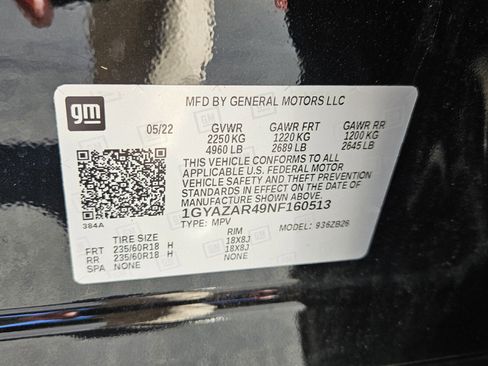 gm
MFD BY GENERAL MOTORS LLC
05/22 GVWR GAWR FRT GAWR RR
2250 KG 1220 KG 1200 KG
4960 LB 2689 LB 2645 LB
THIS VEHICLE CONFORMS TO ALL
APPLICABLE U.S. FEDERAL MOTOR
VEHICLE SAFETY AND THEFT PREVENTION
STANDARDS IN EFFECT ON THE DATE OF
MANUFACTURE SHOWN ABOVE.
1GYAZAR49NF160513
384A
TYPE: MPV MODEL: 936ZB26
TIRE SIZE RIM
FRT 235/60R18 H 18X8J
RR 235/60R18 H 18X8J
SPA NONE NONE